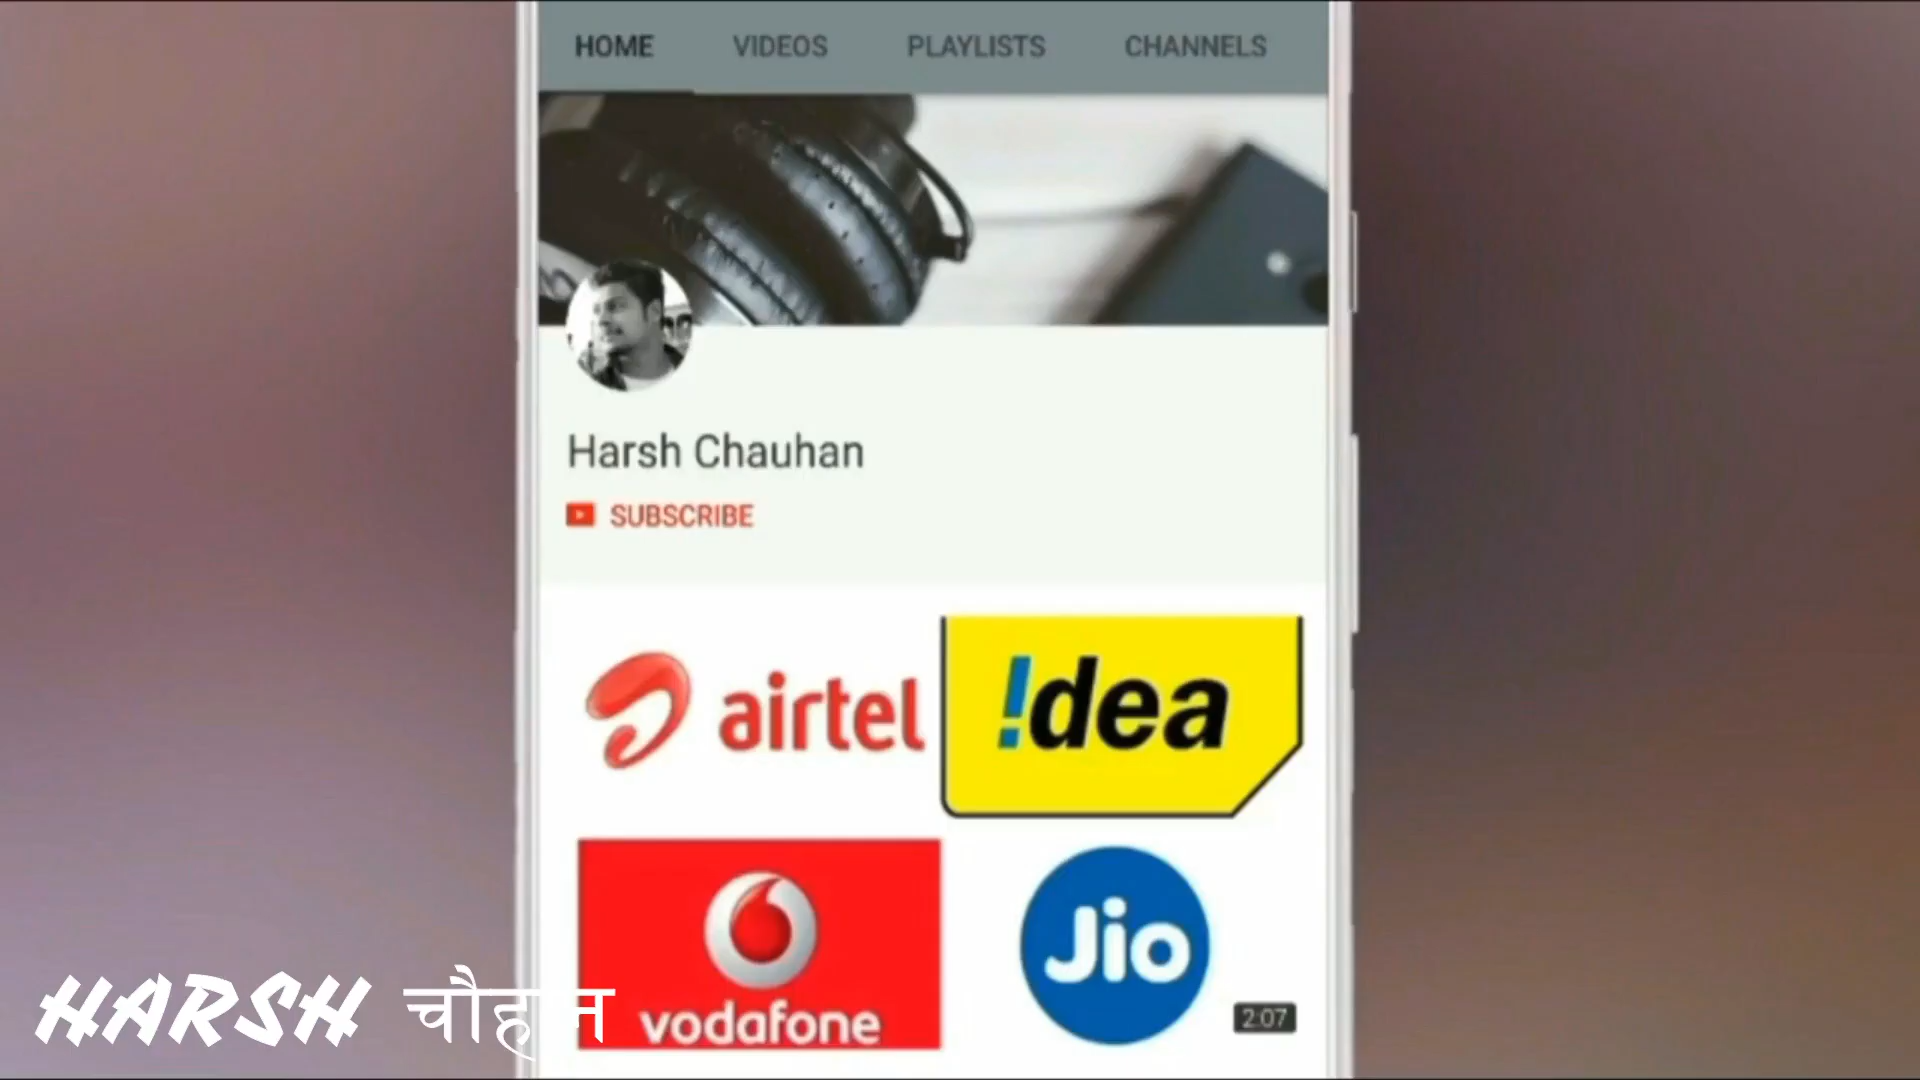 HOME VIDEOS PLAYLISTS CHANNELS
Harsh Chauhan
SUBSCRIBE
airtel !dea
vodafone Jio
2:07
HARSH चौहान